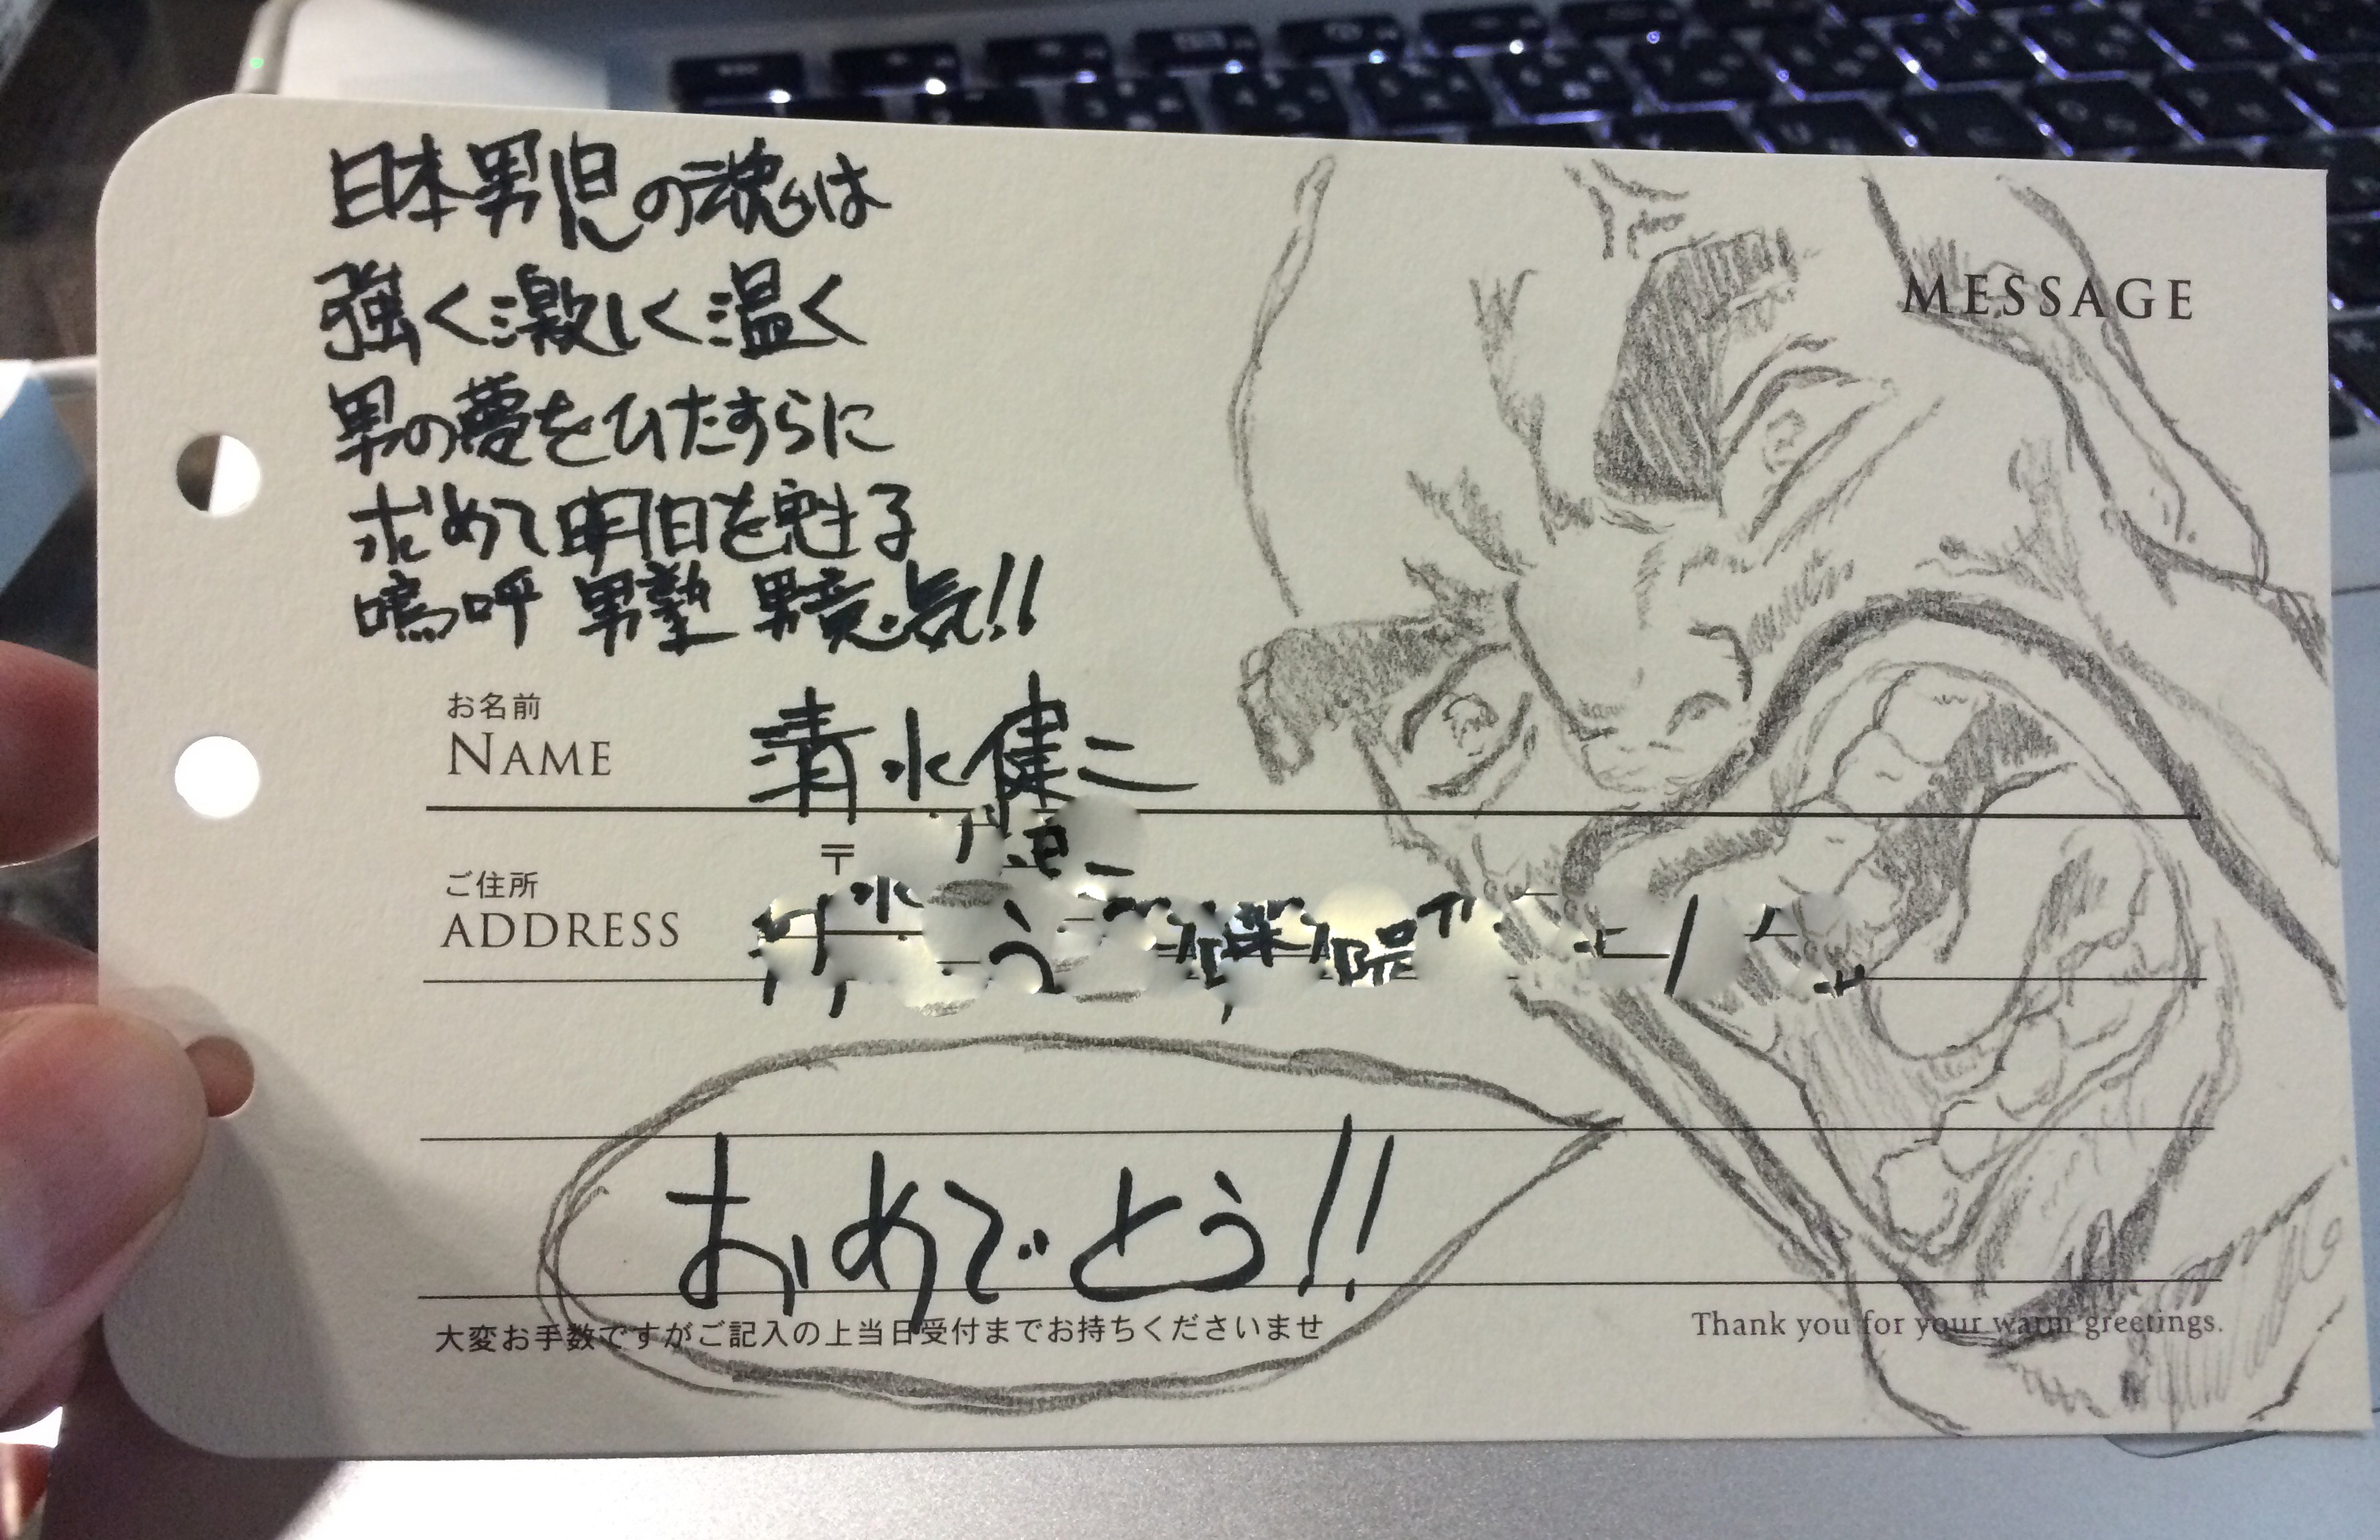 日本男児の魂は
強く激しく温く
男の夢をひたすらに
求めて明日を魁る
嗚呼 男塾 男意気!!
MESSAGE
お名前
NAME
清水健二
〒
ご住所
ADDRESS
おめでとう!!
大変お手数ですがご記入の上当日受付までお持ちくださいませ
Thank you for your warm greetings.